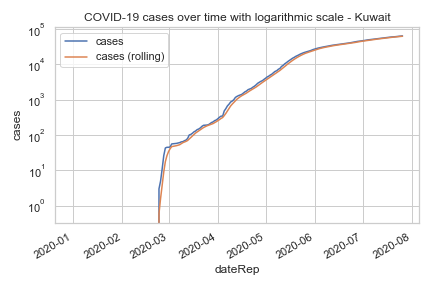 COVID-19 cases over time with logarithmic scale - Kuwait
cases
cases (rolling)
10^5
10^4
10^3
10^2
10^1
10^0
cases
2020-01
2020-02
2020-03
2020-04
2020-05
2020-06
2020-07
2020-08
dateRep